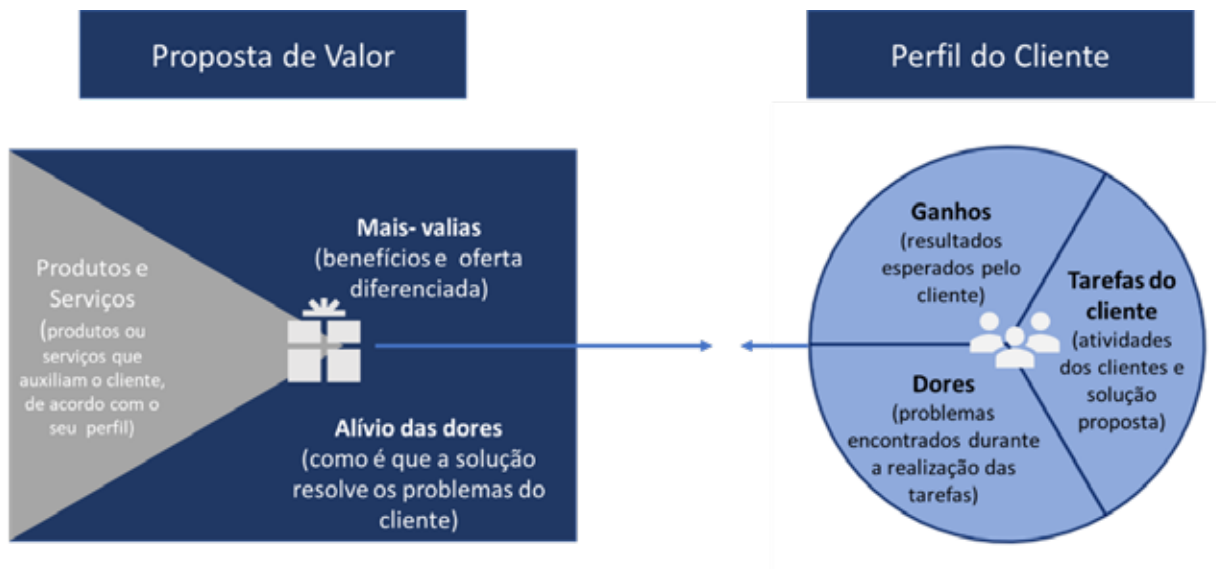 Proposta de Valor
Perfil do Cliente
Produtos e
Serviços
(produtos ou
serviços que
auxiliam o cliente,
de acordo com o
seu perfil)
Mais- valias
(benefícios e oferta
diferenciada)
Alívio das dores
(como é que a solução
resolve os problemas do
cliente)
Ganhos
(resultados
esperados pelo
cliente)
Tarefas do
cliente
(atividades
dos clientes e
solução
proposta)
Dores
(problemas
encontrados durante
a realização das
tarefas)